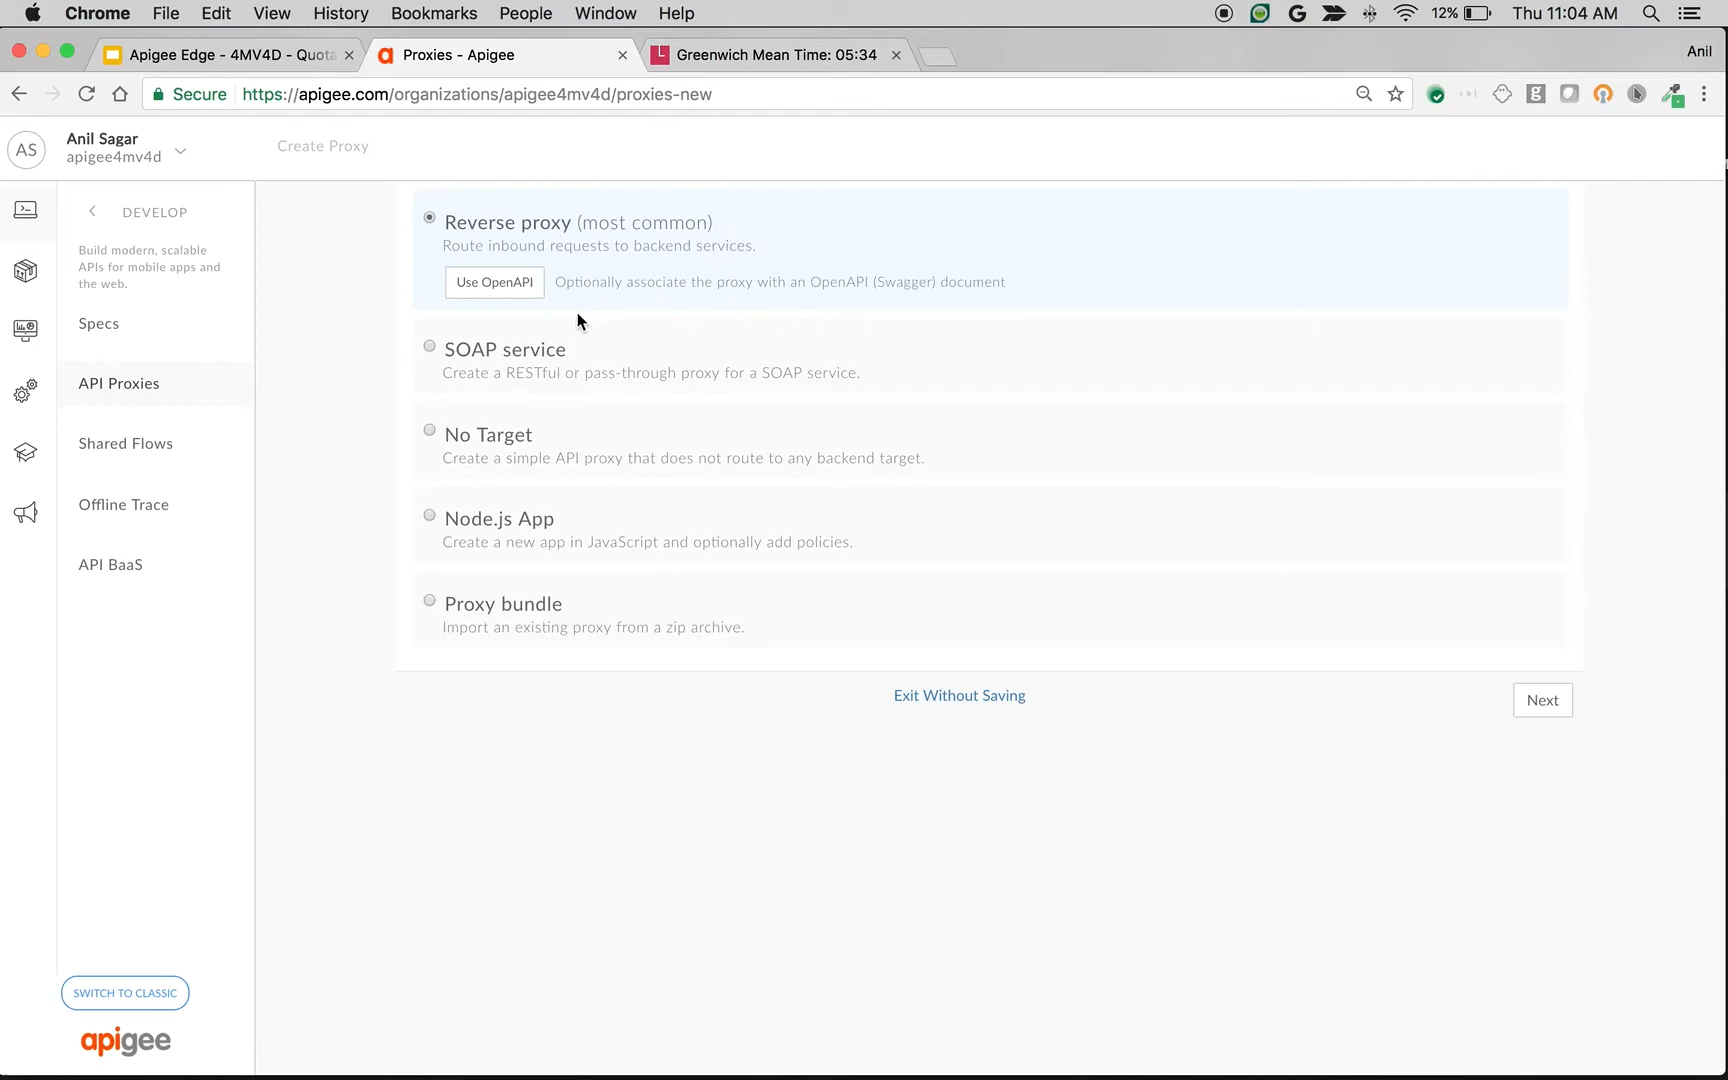 Chrome File Edit View History Bookmarks People Window Help 12% Thu 11:04 AM
Apigee Edge - 4MV4D - Quota Proxies - Apigee Greenwich Mean Time: 05:34 Anil
Secure https://apigee.com/organizations/apigee4mv4d/proxies-new
AS
Anil Sagar
apigee4mv4d
Create Proxy
DEVELOP
Build modern, scalable
APIs for mobile apps and
the web.
Specs
API Proxies
Shared Flows
Offline Trace
API BaaS
SWITCH TO CLASSIC
apigee
Reverse proxy (most common)
Route inbound requests to backend services.
Use OpenAPI Optionally associate the proxy with an OpenAPI (Swagger) document
SOAP service
Create a RESTful or pass-through proxy for a SOAP service.
No Target
Create a simple API proxy that does not route to any backend target.
Node.js App
Create a new app in JavaScript and optionally add policies.
Proxy bundle
Import an existing proxy from a zip archive.
Exit Without Saving
Next